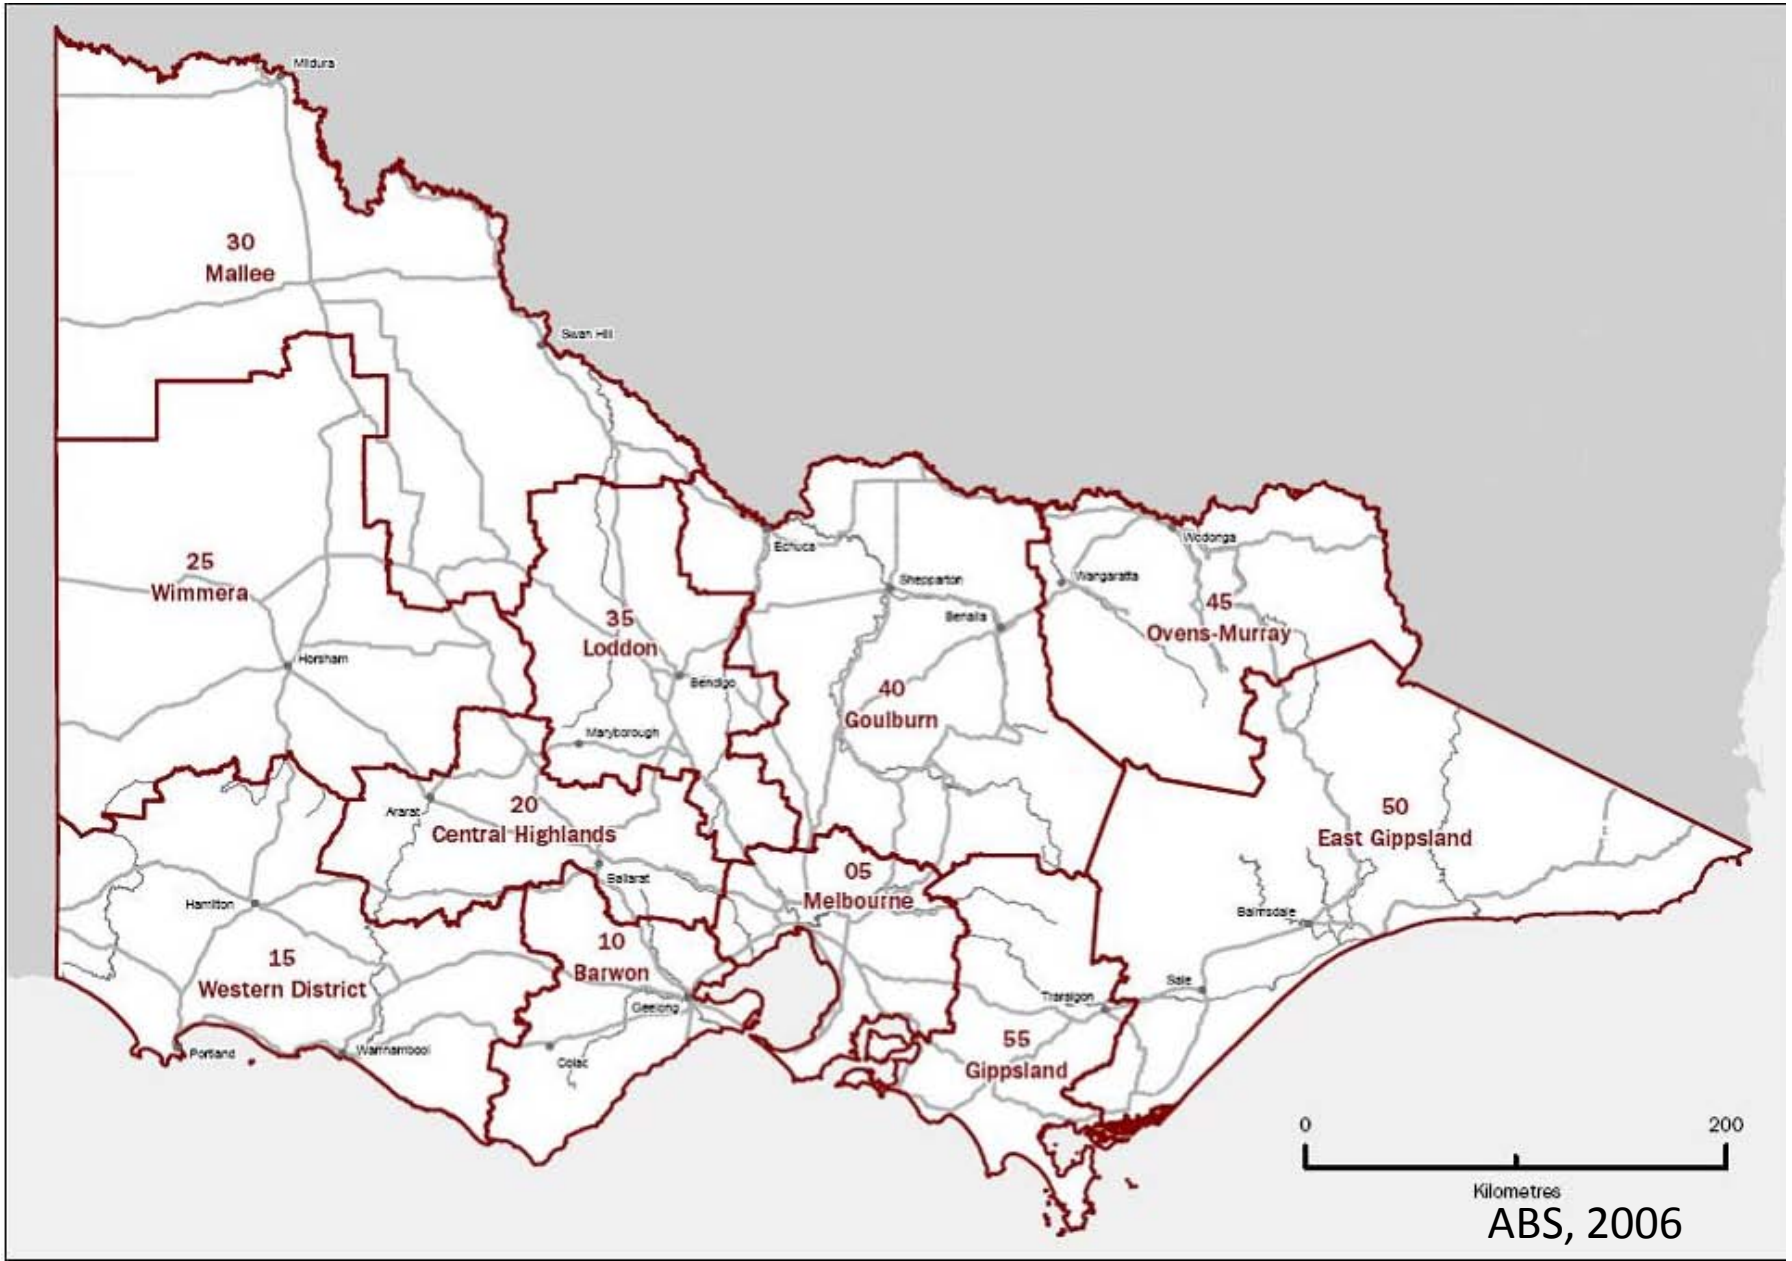 Mildura
30
Mallee
Swan Hill
25
Wimmera
Echuca
Wodonga
Shepparton
Wangaratta
Benalla
45
Ovens-Murray
35
Loddon
Horsham
Bendigo
40
Goulburn
Maryborough
Ararat
20
Central Highlands
50
East Gippsland
Ballarat
05
Melbourne
Hamilton
Bairnsdale
10
Barwon
15
Western District
Sale
Traralgon
Geelong
55
Gippsland
Portland
Warrnambool
Colac
0
200
Kilometres
ABS, 2006